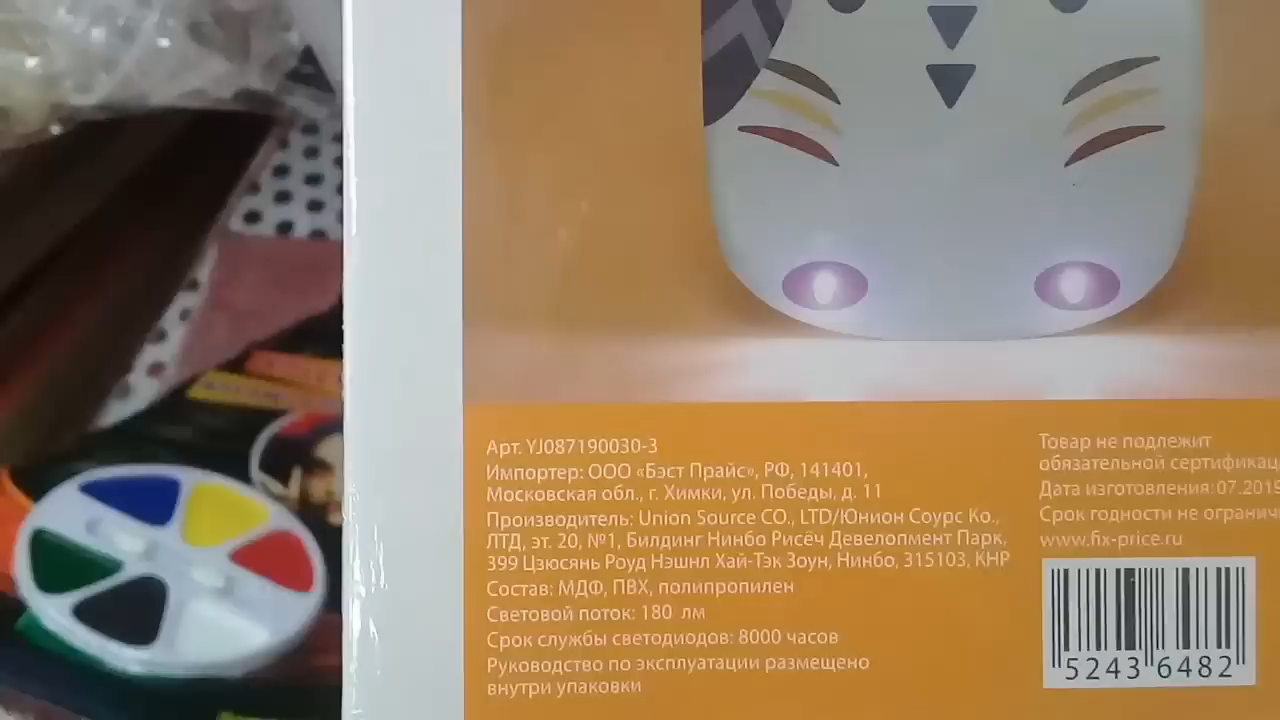 Арт. YJ087190030-3
Импортер: ООО «Бэст Прайс», РФ, 141401,
Московская обл., г. Химки, ул. Победы, д. 11
Производитель: Union Source CO., LTD/Юнион Соурс Ко.,
ЛТД, эт. 20, №1, Билдинг Нинбо Рисёч Девелопмент Парк,
399 Цзюсянь Роуд Нэшнл Хай-Тэк Зоун, Нинбо, 315103, КНР
Состав: МДФ, ПВХ, полипропилен
Световой поток: 180 лм
Срок службы светодиодов: 8000 часов
Руководство по эксплуатации размещено
внутри упаковки
Товар не подлежит
обязательной сертификац
Дата изготовления: 07.2019
Срок годности не огранич
www.fix-price.ru
5243 6482